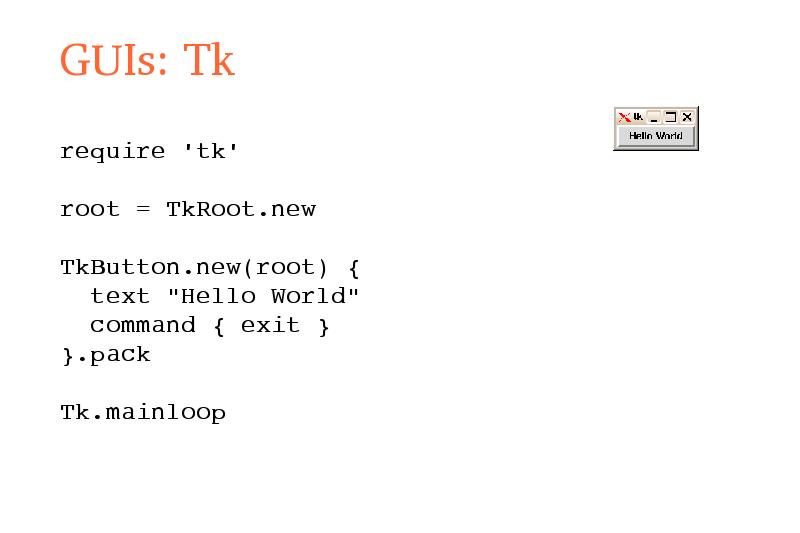 GUIs: Tk
require 'tk'
root = TkRoot.new
TkButton.new(root) {
  text "Hello World"
  command { exit }
}.pack
Tk.mainloop
tk
Hello World